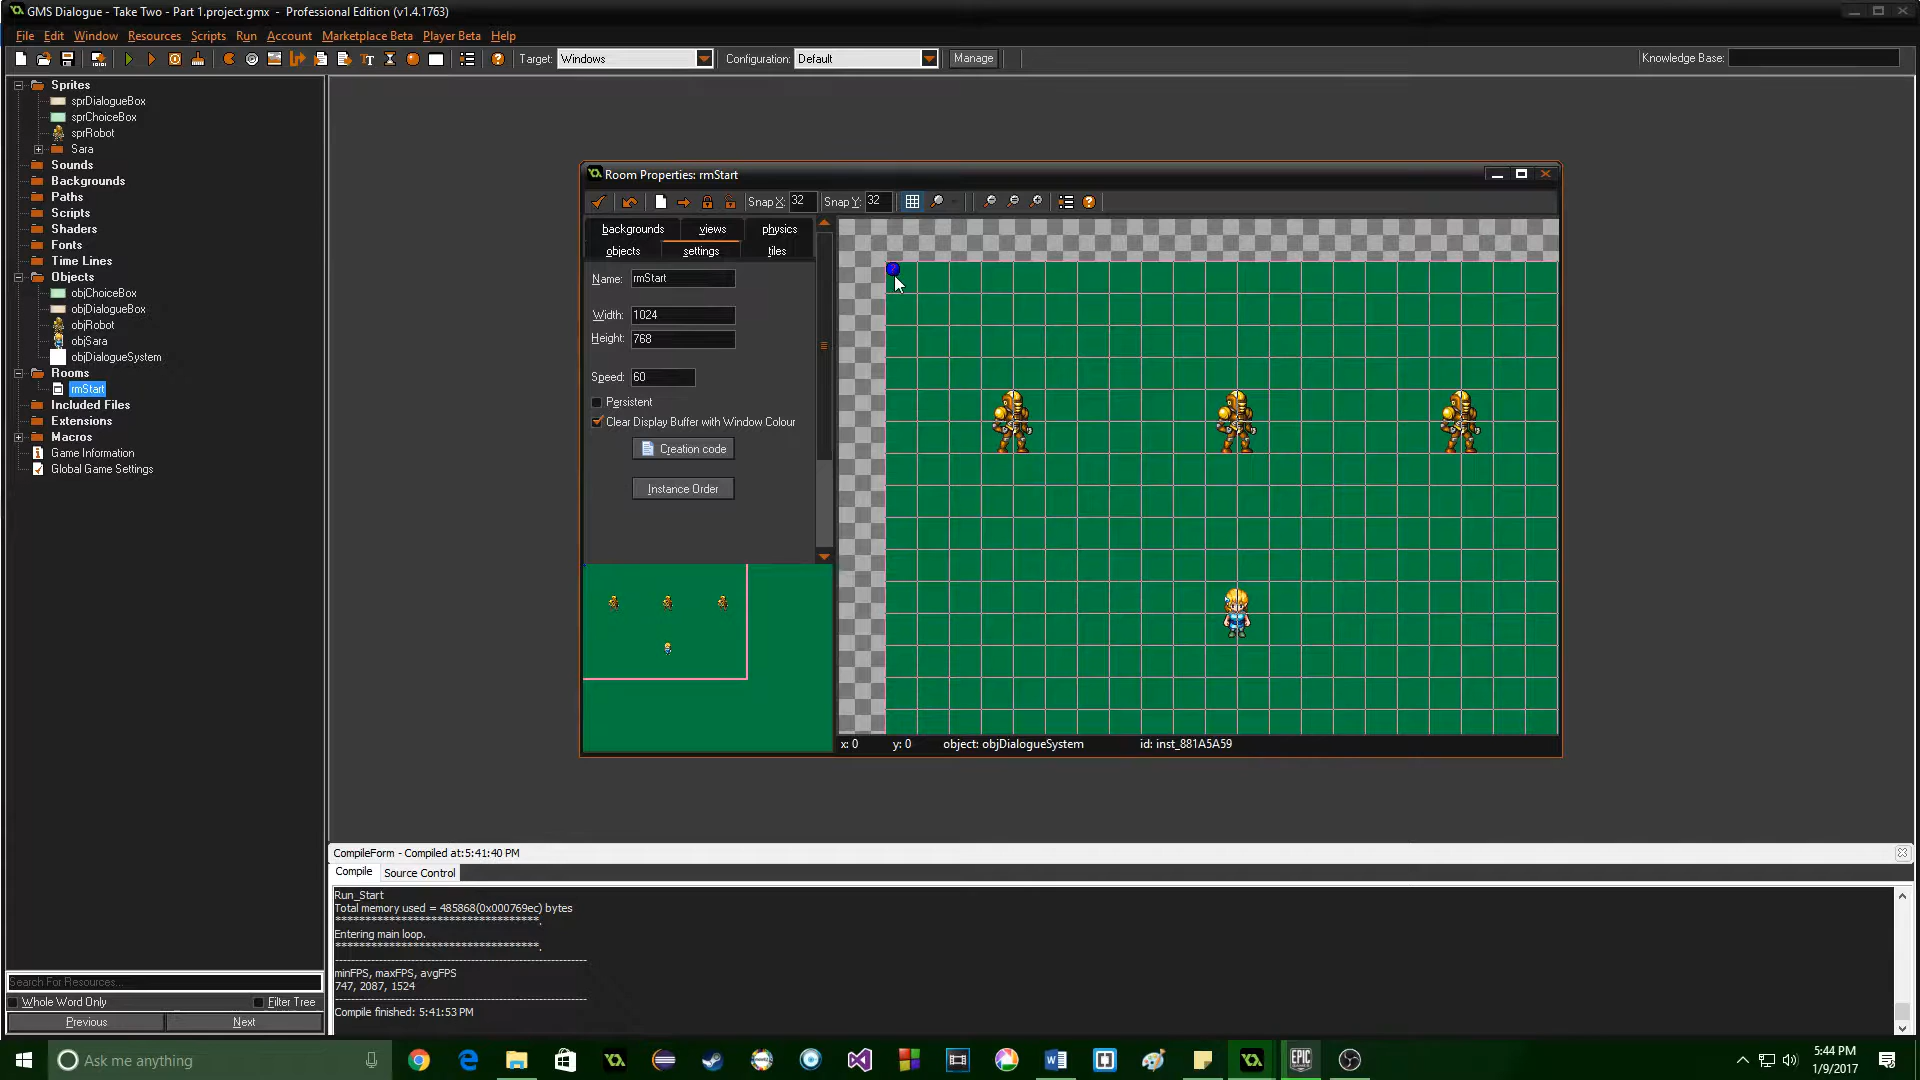 GMS Dialogue - Take Two - Part 1.project.gmx - Professional Edition (v1.4.1763)
File Edit Window Resources Scripts Run Account Marketplace Beta Player Beta Help
Target: Windows Configuration: Default Manage Knowledge Base:
Sprites
sprDialogueBox
sprChoiceBox
sprRobot
Sara
Sounds
Backgrounds
Paths
Scripts
Shaders
Fonts
Time Lines
Objects
objChoiceBox
objDialogueBox
objRobot
objSara
objDialogueSystem
Rooms
rmStart
Included Files
Extensions
Macros
Game Information
Global Game Settings
Search For Resources...
Whole Word Only Filter Tree
Previous Next
Room Properties: rmStart
Snap X: 32 Snap Y: 32
backgrounds views physics
objects settings tiles
Name: rmStart
Width: 1024
Height: 768
Speed: 60
Persistent
Clear Display Buffer with Window Colour
Creation code
Instance Order
?
x: 0 y: 0 object: objDialogueSystem id: inst_881A5A59
CompileForm - Compiled at:5:41:40 PM
Compile Source Control
Run_Start
Total memory used = 485868(0x000769ec) bytes
***********************************.
Entering main loop.
***********************************.
------------------------------------------------------------
minFPS, maxFPS, avgFPS
747, 2087, 1524
------------------------------------------------------------
Compile finished: 5:41:53 PM
Ask me anything
EPIC
5:44 PM
1/9/2017